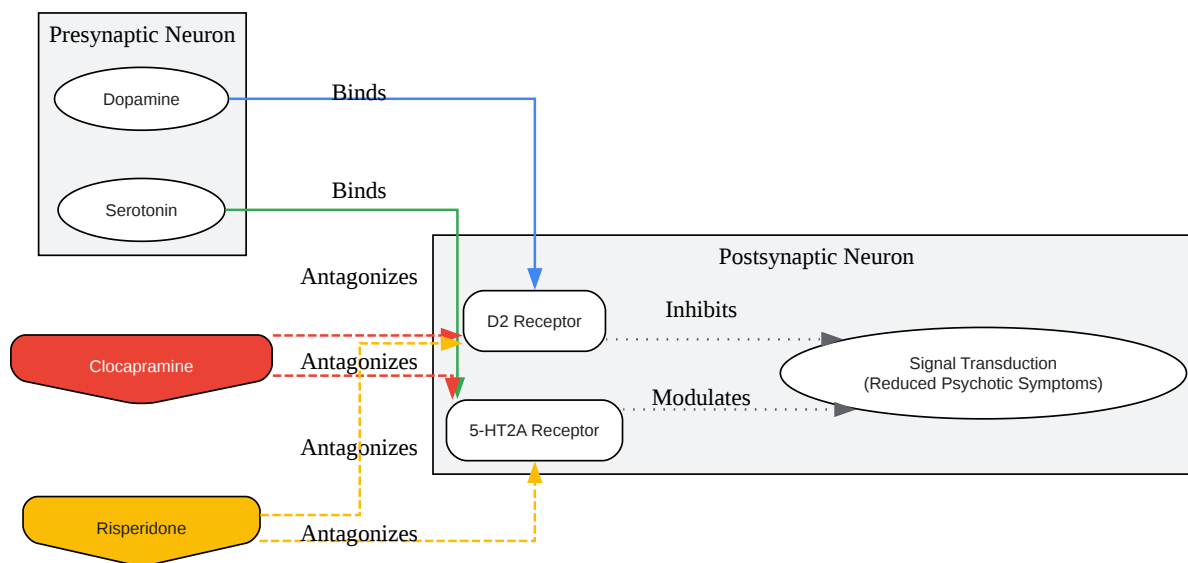 Presynaptic Neuron
Dopamine
Binds
Serotonin
Binds
Postsynaptic Neuron
Antagonizes
D2 Receptor
Inhibits
Clocapramine
Antagonizes
Signal Transduction
(Reduced Psychotic Symptoms)
Modulates
5-HT2A Receptor
Antagonizes
Risperidone
Antagonizes